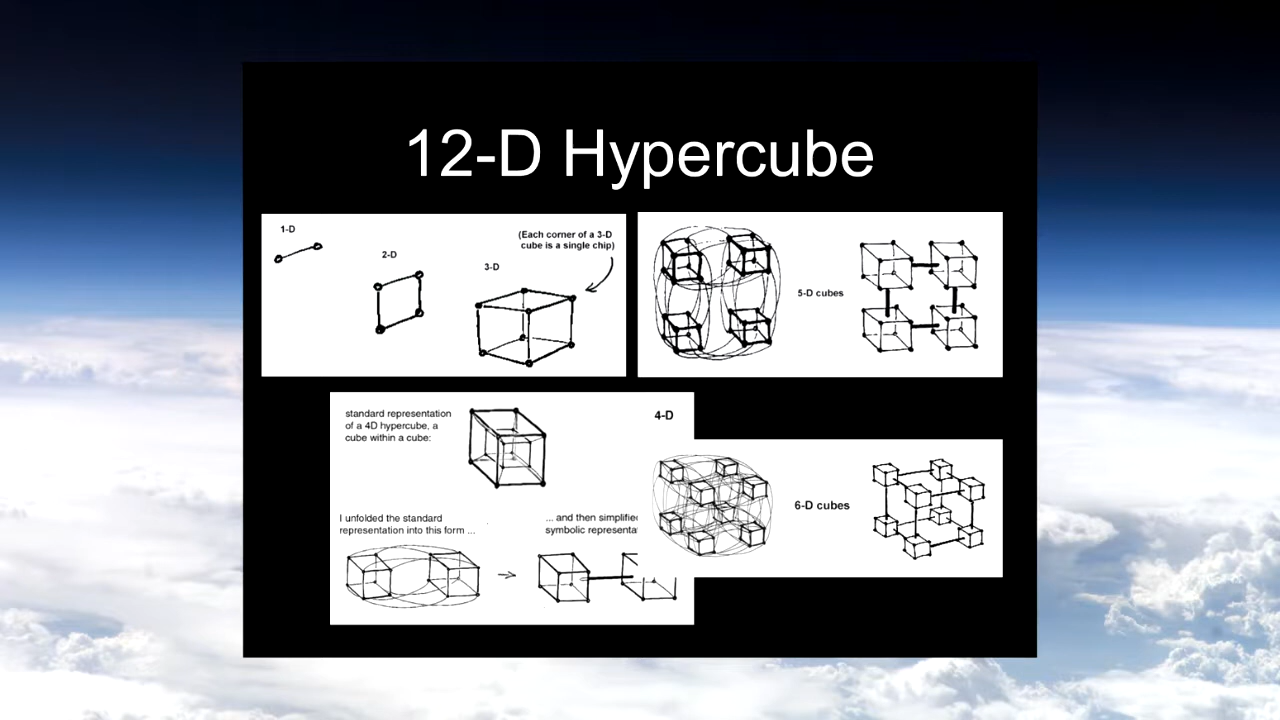 12-D Hypercube
1-D
2-D
3-D
(Each corner of a 3-D
cube is a single chip)
5-D cubes
standard representation
of a 4D hypercube, a
cube within a cube:
4-D
I unfolded the standard
representation into this form ...
... and then simplified
symbolic representa
6-D cubes